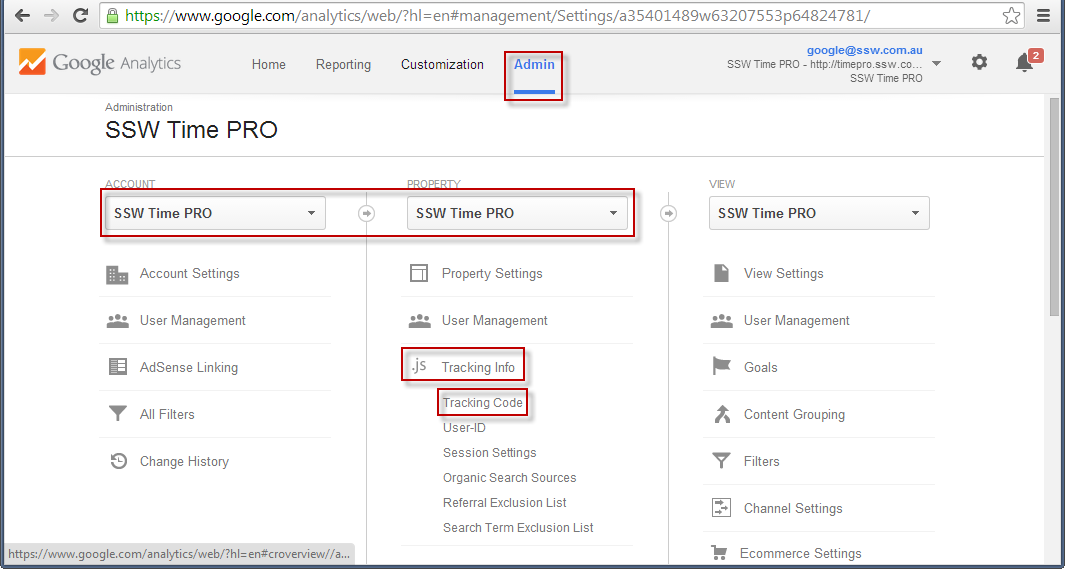 https://www.google.com/analytics/web/?hl=en#management/Settings/a35401489w63207553p64824781/
Google Analytics
Home
Reporting
Customization
Admin
google@ssw.com.au
SSW Time PRO - http://timepro.ssw.co...
SSW Time PRO
2
Administration
SSW Time PRO
ACCOUNT
SSW Time PRO
Account Settings
User Management
AdSense Linking
All Filters
Change History
PROPERTY
SSW Time PRO
Property Settings
User Management
.js Tracking Info
Tracking Code
User-ID
Session Settings
Organic Search Sources
Referral Exclusion List
Search Term Exclusion List
VIEW
SSW Time PRO
View Settings
User Management
Goals
Content Grouping
Filters
Channel Settings
Ecommerce Settings
https://www.google.com/analytics/web/?hl=en#croverview//a...